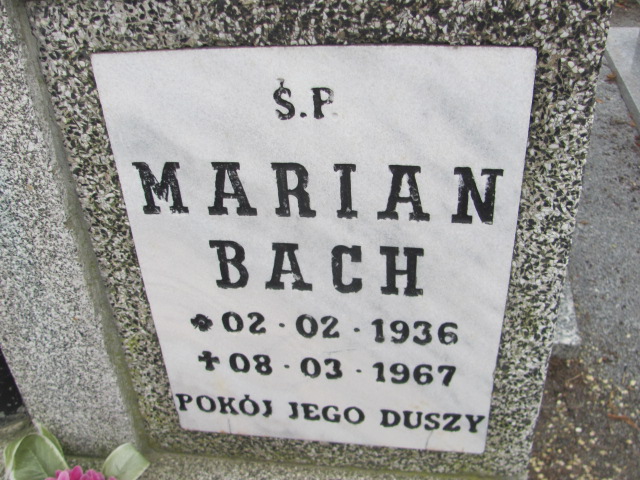 Ś.P.
MARIAN
BACH
* 02 · 02 · 1936
✝ 08 · 03 · 1967
POKÓJ JEGO DUSZY